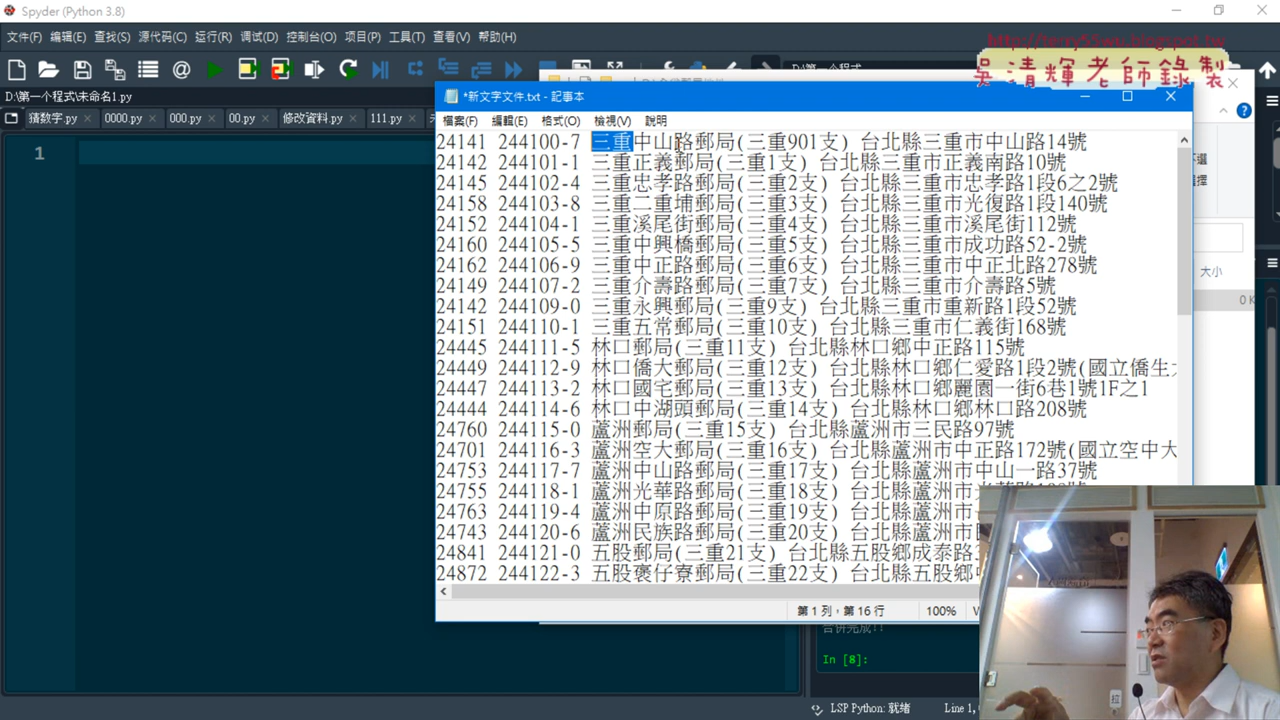 Spyder (Python 3.8)
文件(F) 编辑(E) 查找(S) 源代码(C) 运行(R) 调试(D) 控制台(O) 项目(P) 工具(T) 查看(V) 帮助(H)
http://terry55wu.blogspot.tw
吳清輝老師錄製
D:\第一个程式\未命名1.py
*新文字文件.txt - 記事本
猜数字.py 0000.py 000.py 00.py 修改資料.py 111.py
檔案(F) 編輯(E) 格式(O) 檢視(V) 說明
1
24141 244100-7 三重中山路郵局(三重901支) 台北縣三重市中山路14號
24142 244101-1 三重正義郵局(三重1支) 台北縣三重市正義南路10號
24145 244102-4 三重忠孝路郵局(三重2支) 台北縣三重市忠孝路1段6之2號
24158 244103-8 三重二重埔郵局(三重3支) 台北縣三重市光復路1段140號
24152 244104-1 三重溪尾街郵局(三重4支) 台北縣三重市溪尾街112號
24160 244105-5 三重中興橋郵局(三重5支) 台北縣三重市成功路52-2號
24162 244106-9 三重中正路郵局(三重6支) 台北縣三重市中正北路278號
24149 244107-2 三重介壽路郵局(三重7支) 台北縣三重市介壽路5號
24142 244109-0 三重永興郵局(三重9支) 台北縣三重市重新路1段52號
24151 244110-1 三重五常郵局(三重10支) 台北縣三重市仁義街168號
24445 244111-5 林口郵局(三重11支) 台北縣林口鄉中正路115號
24449 244112-9 林口僑大郵局(三重12支) 台北縣林口鄉仁愛路1段2號(國立僑生
24447 244113-2 林口國宅郵局(三重13支) 台北縣林口鄉麗園一街6巷1號1F之1
24444 244114-6 林口中湖頭郵局(三重14支) 台北縣林口鄉林口路208號
24760 244115-0 蘆洲郵局(三重15支) 台北縣蘆洲市三民路97號
24701 244116-3 蘆洲空大郵局(三重16支) 台北縣蘆洲市中正路172號(國立空中大
24753 244117-7 蘆洲中山路郵局(三重17支) 台北縣蘆洲市中山一路37號
24755 244118-1 蘆洲光華路郵局(三重18支) 台北縣蘆洲市
24763 244119-4 蘆洲中原路郵局(三重19支) 台北縣蘆洲市
24743 244120-6 蘆洲民族路郵局(三重20支) 台北縣蘆洲市
24841 244121-0 五股郵局(三重21支) 台北縣五股鄉成泰路3
24872 244122-3 五股褒仔寮郵局(三重22支) 台北縣五股鄉
大小
0 K
第 1 列，第 16 行 100%
合併完成!!
In [8]:
LSP Python: 就绪 Line 1,